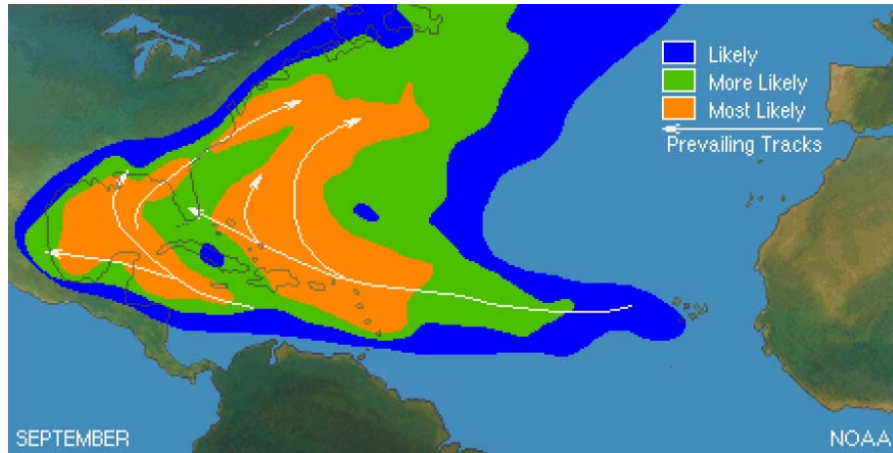 Likely
More Likely
Most Likely
Prevailing Tracks
SEPTEMBER
NOAA